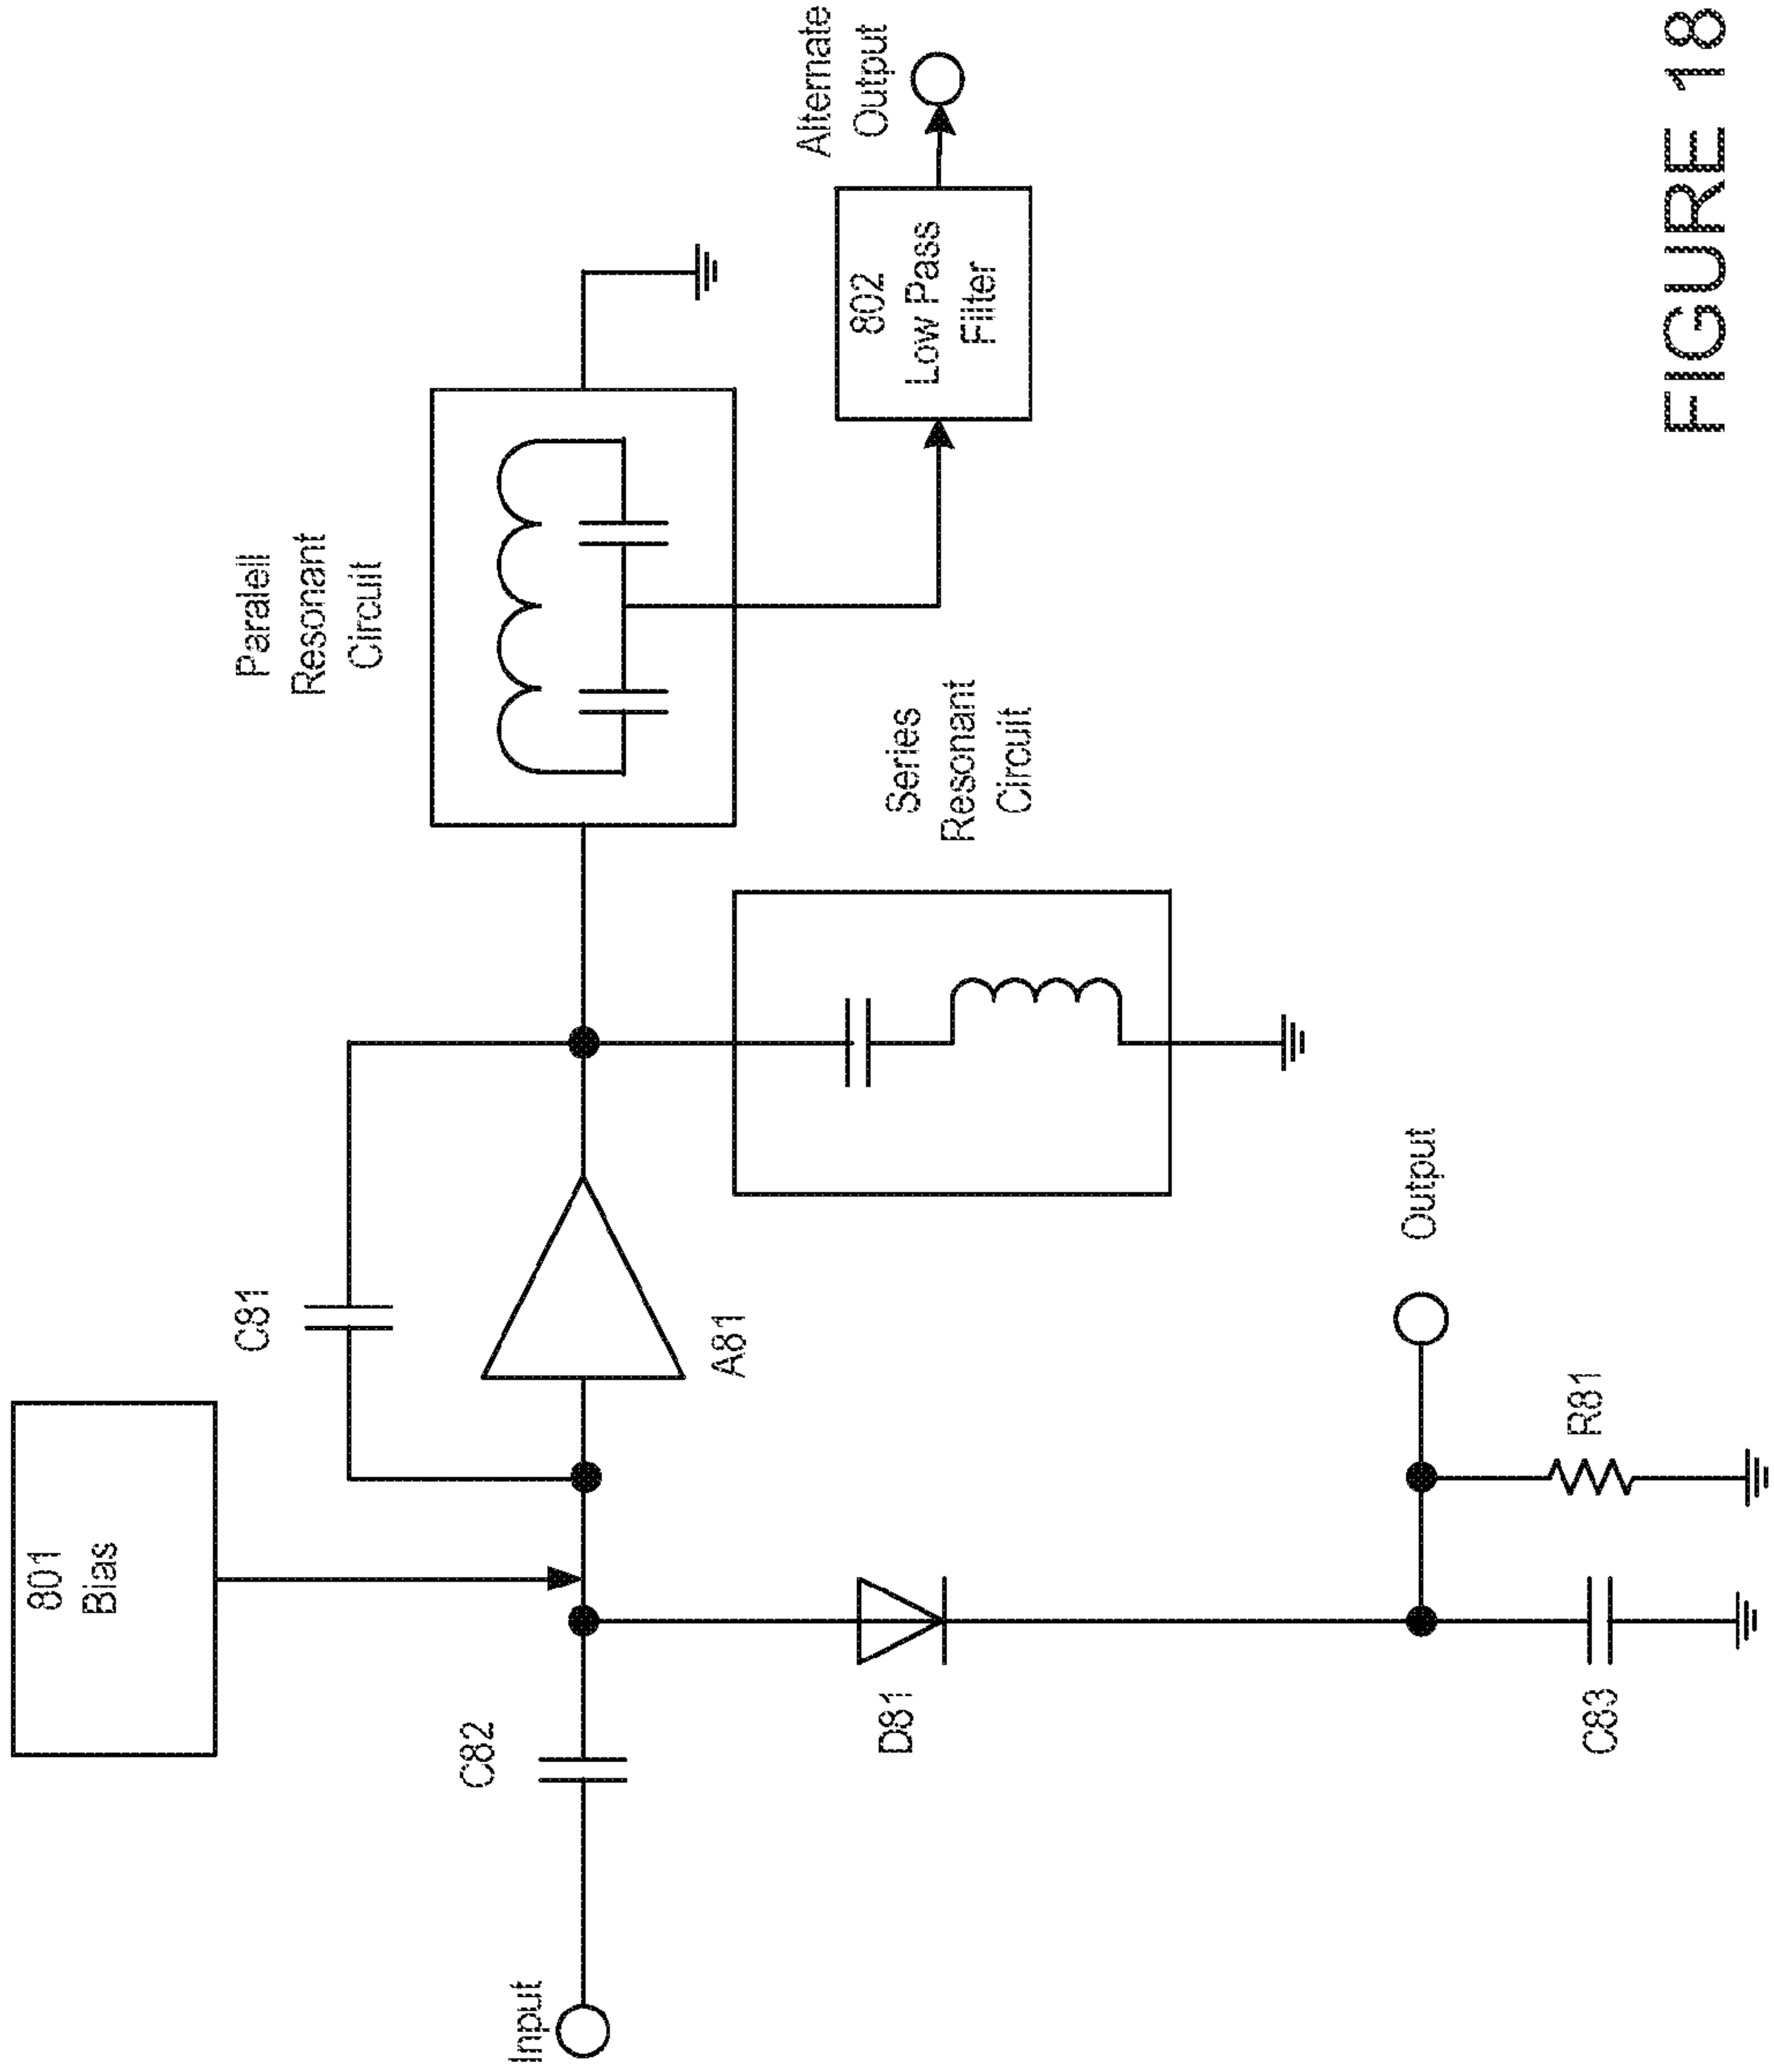 801
Bias
C81
Paralell
Resonant
Circuit
Input
C82
A81
Series
Resonant
Circuit
802
Low Pass
Filter
Alternate
Output
D81
Output
C83
R81
FIGURE 18